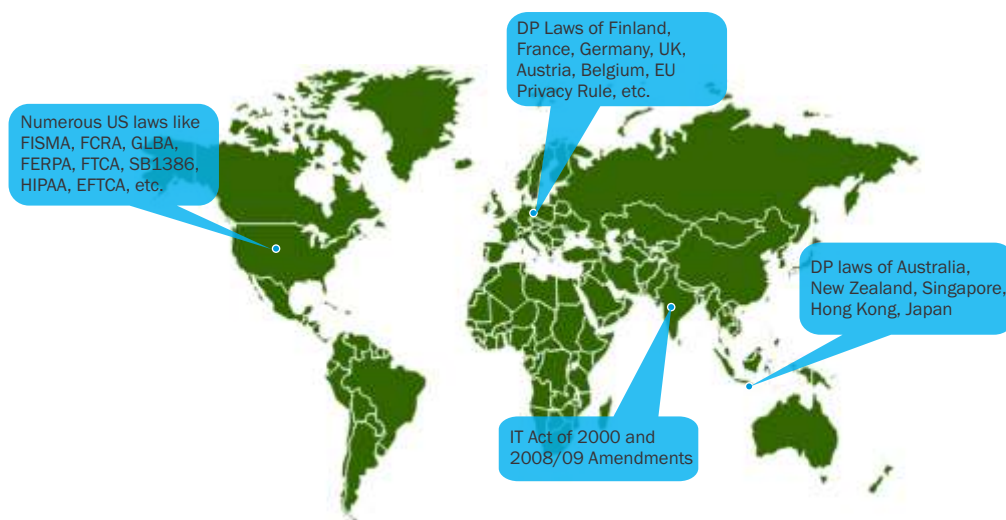 DP Laws of Finland,
France, Germany, UK,
Austria, Belgium, EU
Privacy Rule, etc.
Numerous US laws like
FISMA, FCRA, GLBA,
FERPA, FTCA, SB1386,
HIPAA, EFTCA, etc.
DP laws of Australia,
New Zealand, Singapore,
Hong Kong, Japan
IT Act of 2000 and
2008/09 Amendments